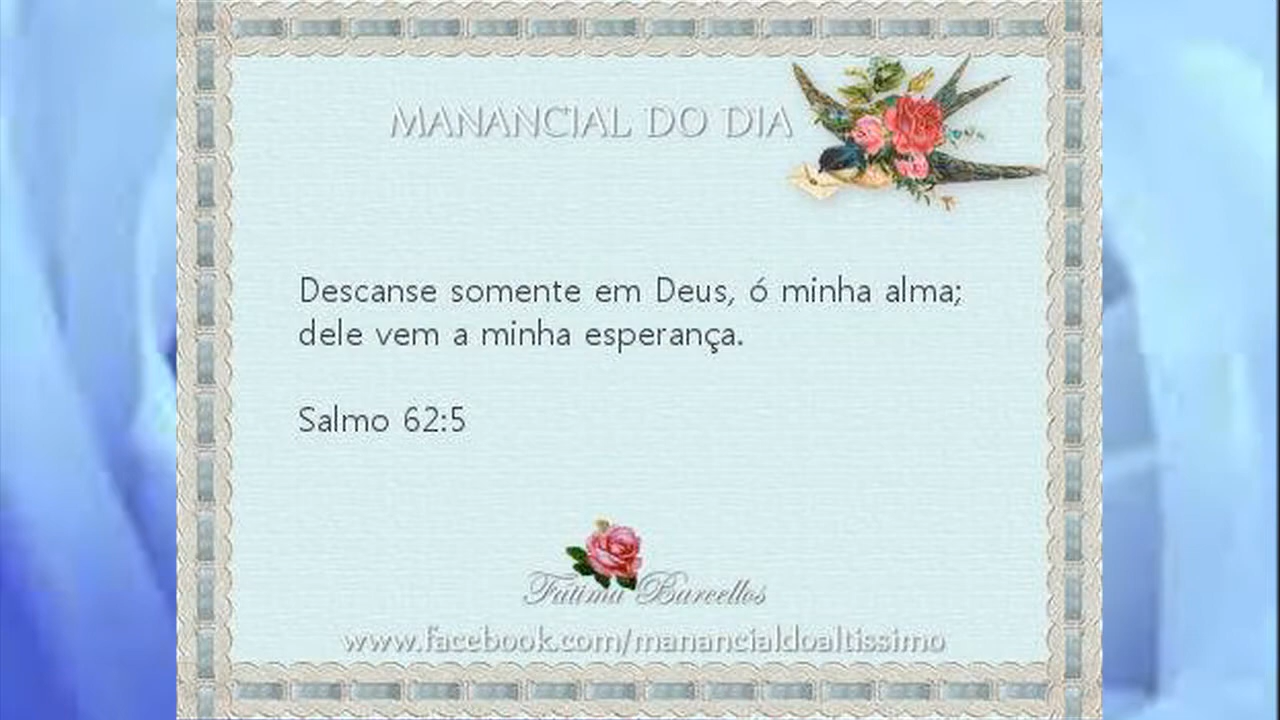 MANANCIAL DO DIA
Descanse somente em Deus, ó minha alma;
dele vem a minha esperança.
Salmo 62:5
Fátima Barcellos
www.facebook.com/manancialdoaltissimo